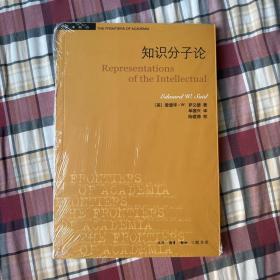 THE FRONTIERS OF ACADEMIA
知识分子论
Representations
of the Intellectual
Edward W. Said
[美] 爱德华·W. 萨义德 著
单德兴 译
陆建德 校
FRONTIERS
OF ACADEMIA
FRONTIERS
THE FRONTIERS
OF ACADEMIA
生活·读书·新知 三联书店